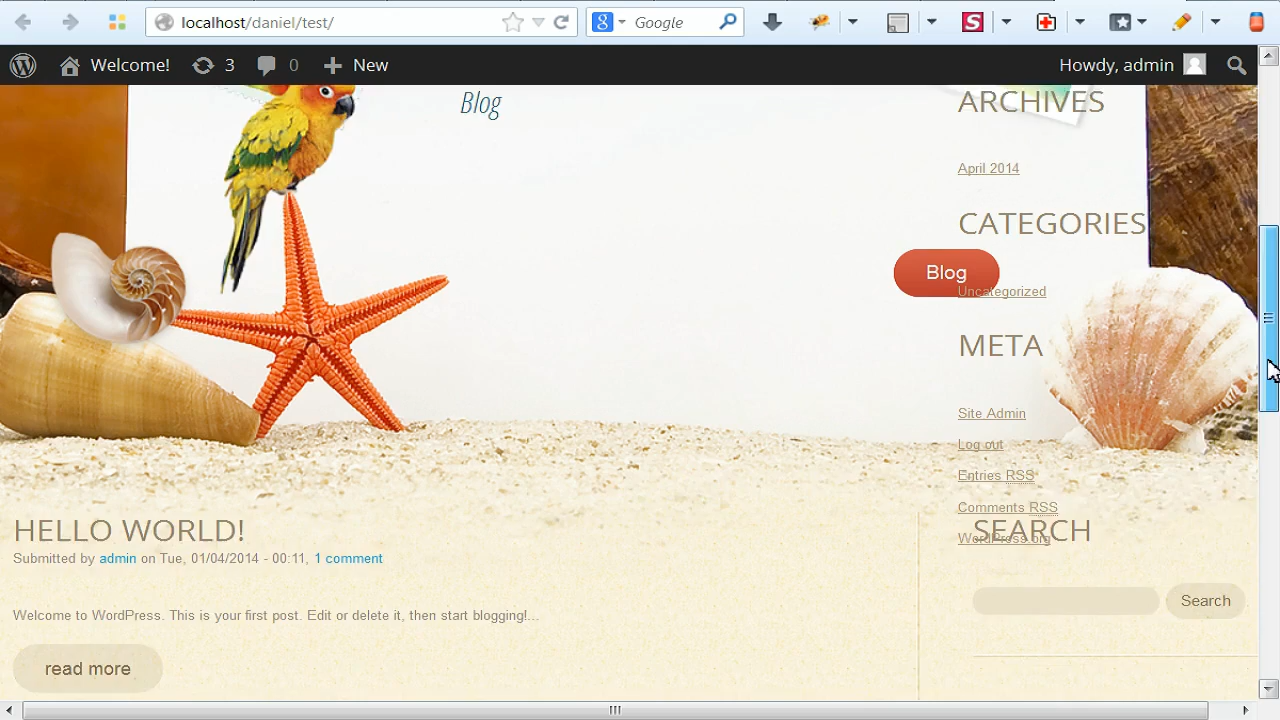 localhost/daniel/test/
8 Google
S
Welcome! 3 0 New Howdy, admin
Blog
ARCHIVES
April 2014
CATEGORIES
Blog
Uncategorized
META
Site Admin
Log out
Entries RSS
Comments RSS
WordPress.org
HELLO WORLD!
SEARCH
Submitted by admin on Tue, 01/04/2014 - 00:11, 1 comment
Search
Welcome to WordPress. This is your first post. Edit or delete it, then start blogging!...
read more